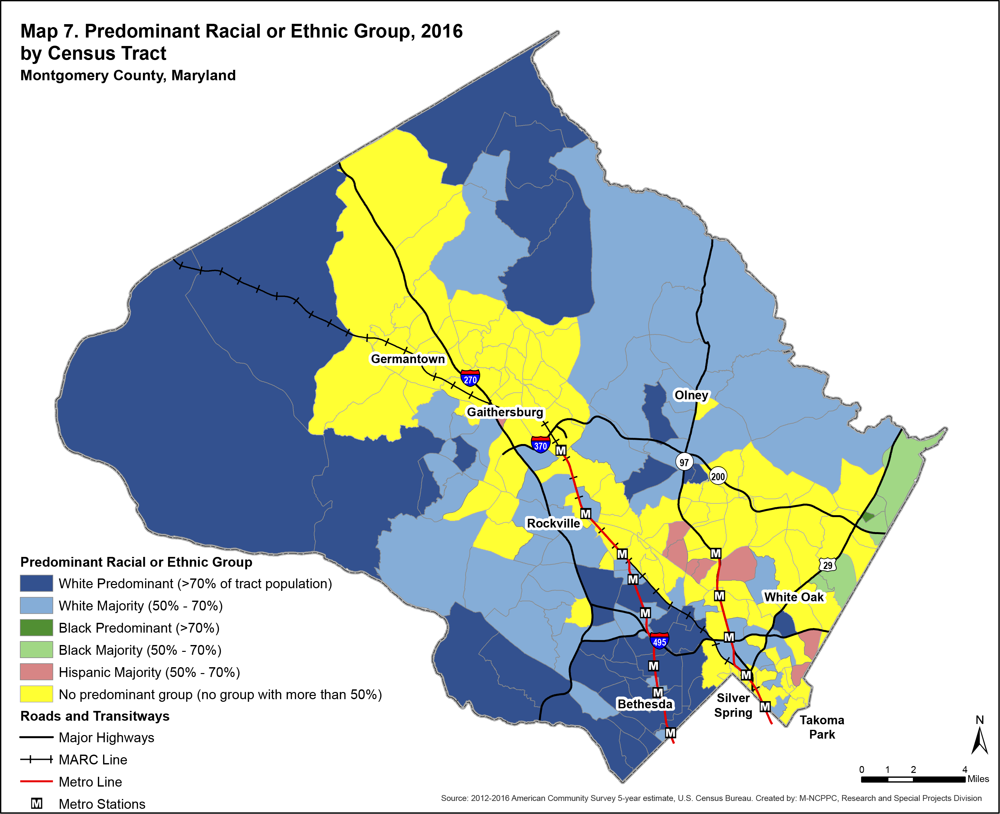 Map 7. Predominant Racial or Ethnic Group, 2016
by Census Tract
Montgomery County, Maryland
Germantown
270
Olney
Gaithersburg
370
M
97
200
M
Rockville
M
M
29
M
M
White Oak
M
M
495
M
M
M
Bethesda
Silver
Spring
M
Takoma
Park
M
Predominant Racial or Ethnic Group
White Predominant (>70% of tract population)
White Majority (50% - 70%)
Black Predominant (>70%)
Black Majority (50% - 70%)
Hispanic Majority (50% - 70%)
No predominant group (no group with more than 50%)
Roads and Transitways
Major Highways
MARC Line
Metro Line
M Metro Stations
N
0 1 2 4
Miles
Source: 2012-2016 American Community Survey 5-year estimate, U.S. Census Bureau. Created by: M-NCPPC, Research and Special Projects Division